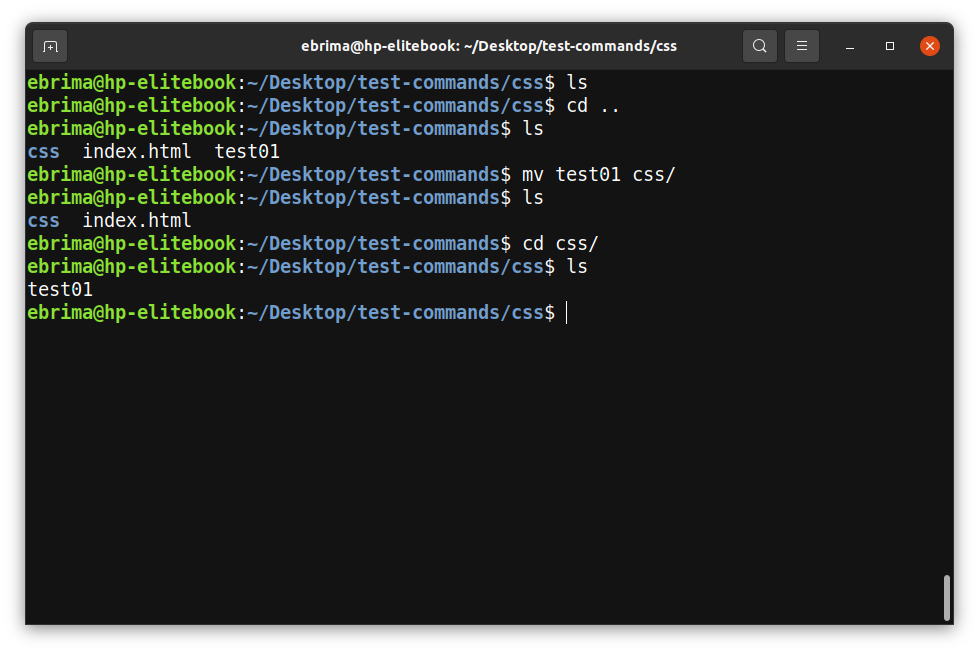 ebrima@hp-elitebook: ~/Desktop/test-commands/css
ebrima@hp-elitebook:~/Desktop/test-commands/css$ ls
ebrima@hp-elitebook:~/Desktop/test-commands/css$ cd ..
ebrima@hp-elitebook:~/Desktop/test-commands$ ls
css  index.html  test01
ebrima@hp-elitebook:~/Desktop/test-commands$ mv test01 css/
ebrima@hp-elitebook:~/Desktop/test-commands$ ls
css  index.html
ebrima@hp-elitebook:~/Desktop/test-commands$ cd css/
ebrima@hp-elitebook:~/Desktop/test-commands/css$ ls
test01
ebrima@hp-elitebook:~/Desktop/test-commands/css$